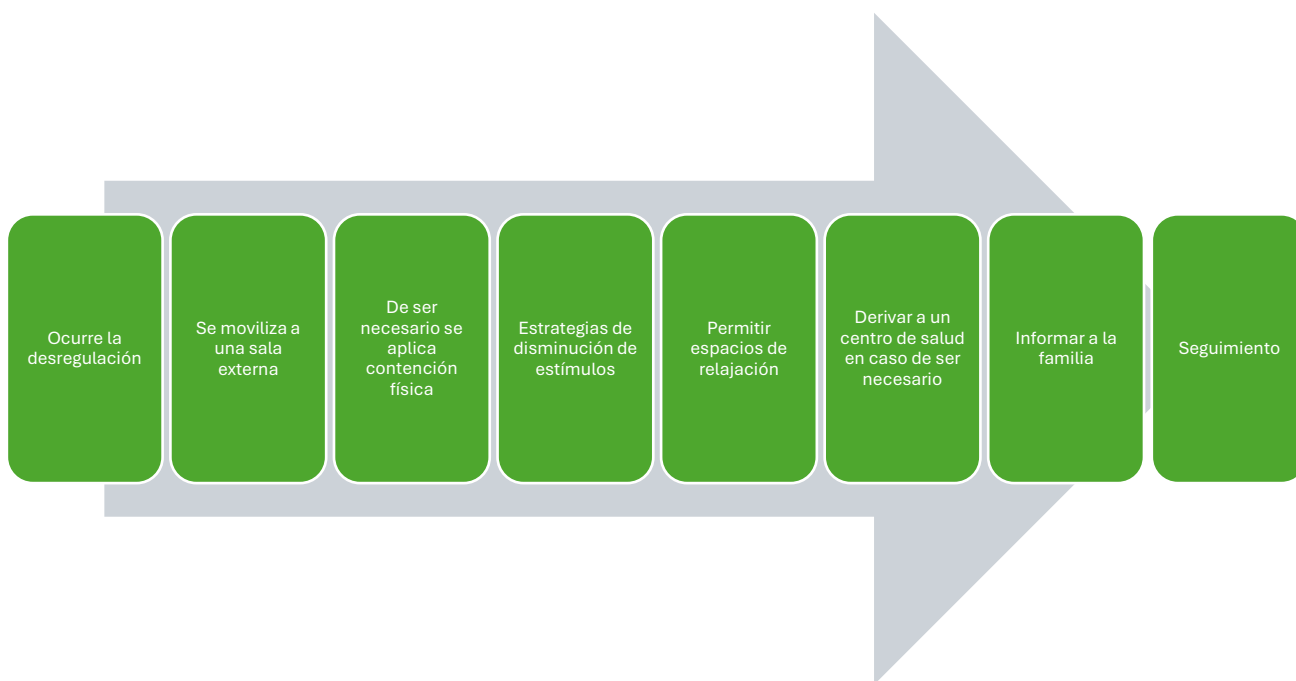 Ocurre la
desregulación
Se moviliza a
una sala
externa
De ser
necesario se
aplica
contención
física
Estrategias de
disminución de
estímulos
Permitir
espacios de
relajación
Derivar a un
centro de salud
en caso de ser
necesario
Informar a la
familia
Seguimiento